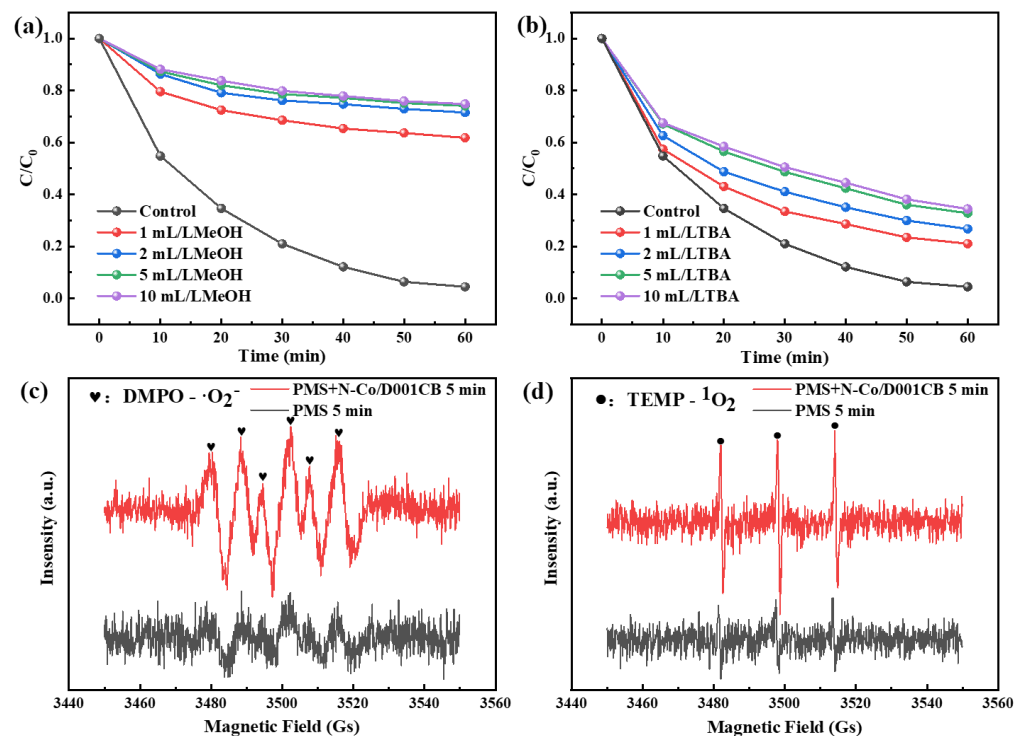 (a)
1.0
0.8
0.6
0.4
0.2
0.0
C/C₀
Control
1 mL/LMeOH
2 mL/LMeOH
5 mL/LMeOH
10 mL/LMeOH
0 10 20 30 40 50 60
Time (min)
(b)
1.0
0.8
0.6
0.4
0.2
0.0
C/C₀
Control
1 mL/LTBA
2 mL/LTBA
5 mL/LTBA
10 mL/LTBA
0 10 20 30 40 50 60
Time (min)
(c)
♥: DMPO - ·O₂⁻
PMS+N-Co/D001CB 5 min
PMS 5 min
Insensity (a.u.)
3440 3460 3480 3500 3520 3540 3560
Magnetic Field (Gs)
(d)
●: TEMP - ¹O₂
PMS+N-Co/D001CB 5 min
PMS 5 min
Insensity (a.u.)
3440 3460 3480 3500 3520 3540 3560
Magnetic Field (Gs)